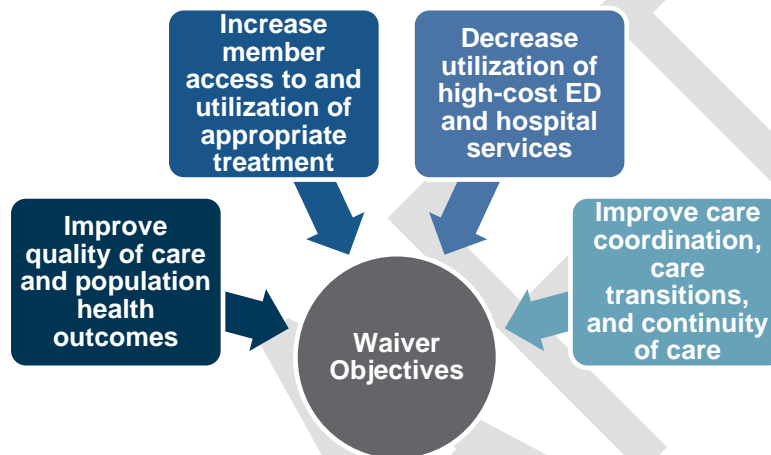 Increase
member
access to and
utilization of
appropriate
treatment
Decrease
utilization of
high-cost ED
and hospital
services
Improve
quality of care
and population
health
outcomes
Improve care
coordination,
care
transitions,
and continuity
of care
Waiver
Objectives